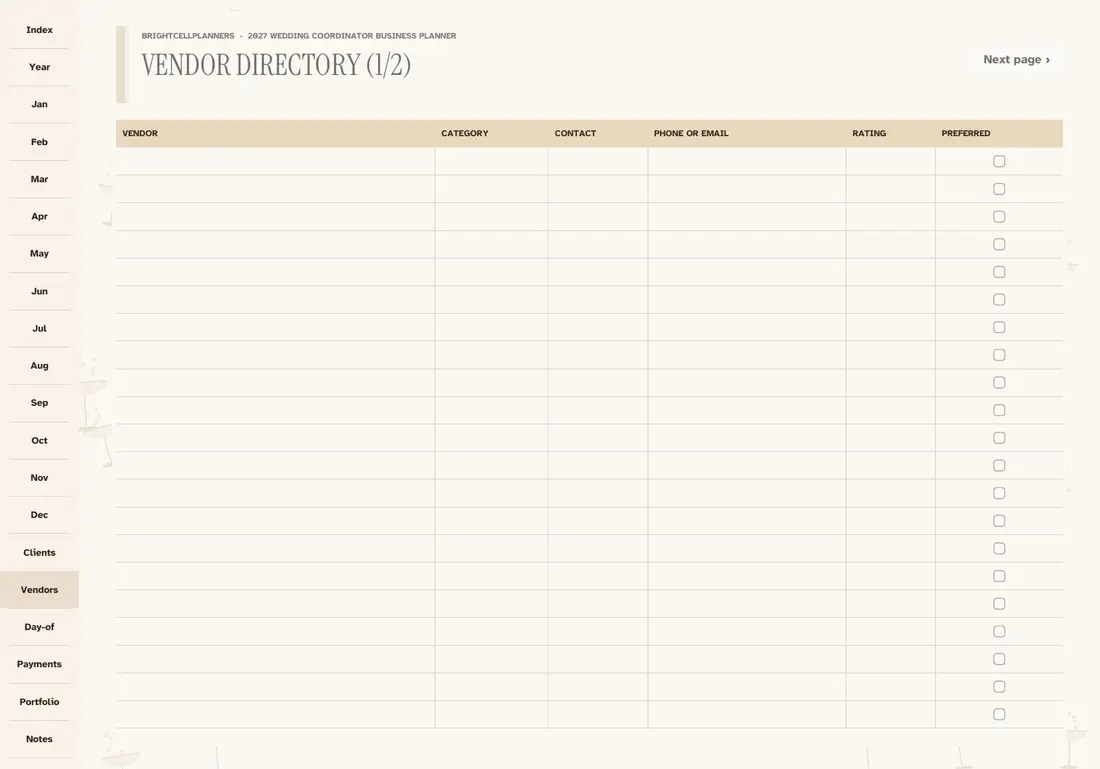 Index
Year
Jan
Feb
Mar
Apr
May
Jun
Jul
Aug
Sep
Oct
Nov
Dec
Clients
Vendors
Day-of
Payments
Portfolio
Notes
BRIGHTCELLPLANNERS · 2027 WEDDING COORDINATOR BUSINESS PLANNER
VENDOR DIRECTORY (1/2)
Next page ›
VENDOR CATEGORY CONTACT PHONE OR EMAIL RATING PREFERRED